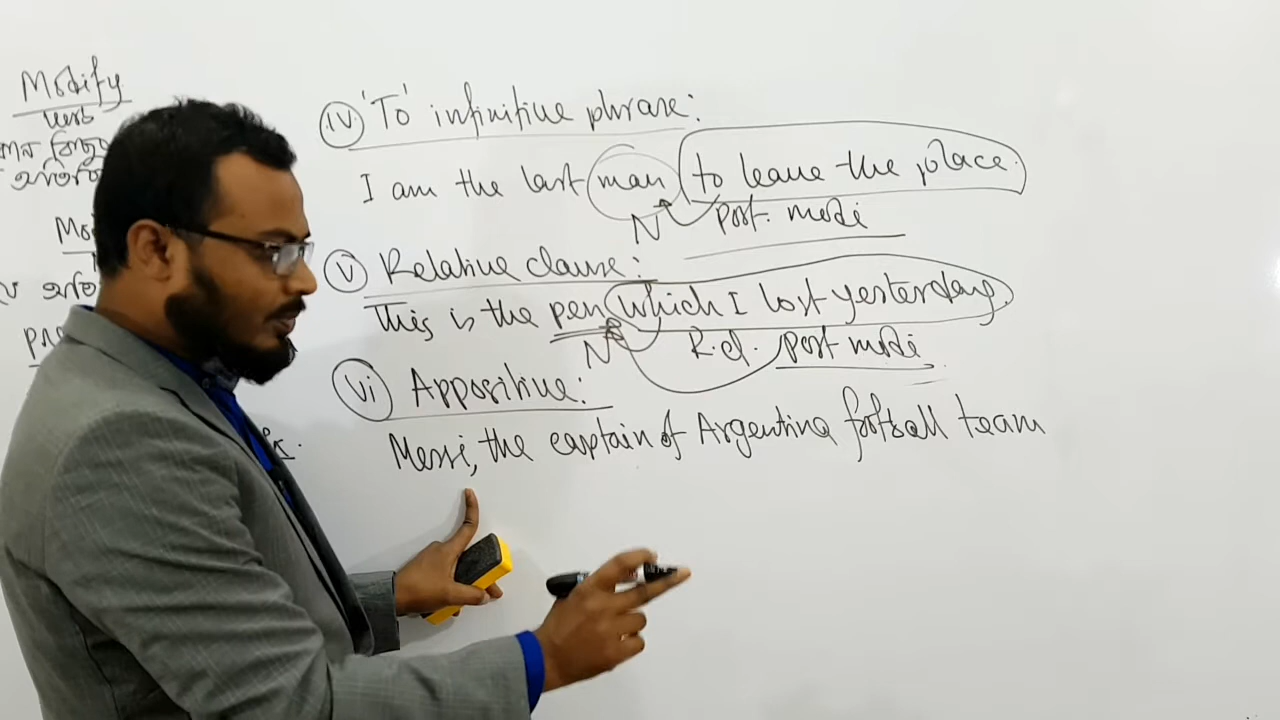 Modify
verb
(iv) 'To' infinitive phrase:
I am the last man to leave the place.
N post. modi
(v) Relative clause:
This is the pen which I lost yesterday.
N R.cl. post modi
(vi) Appositive:
Messi, the captain of Argentina football team